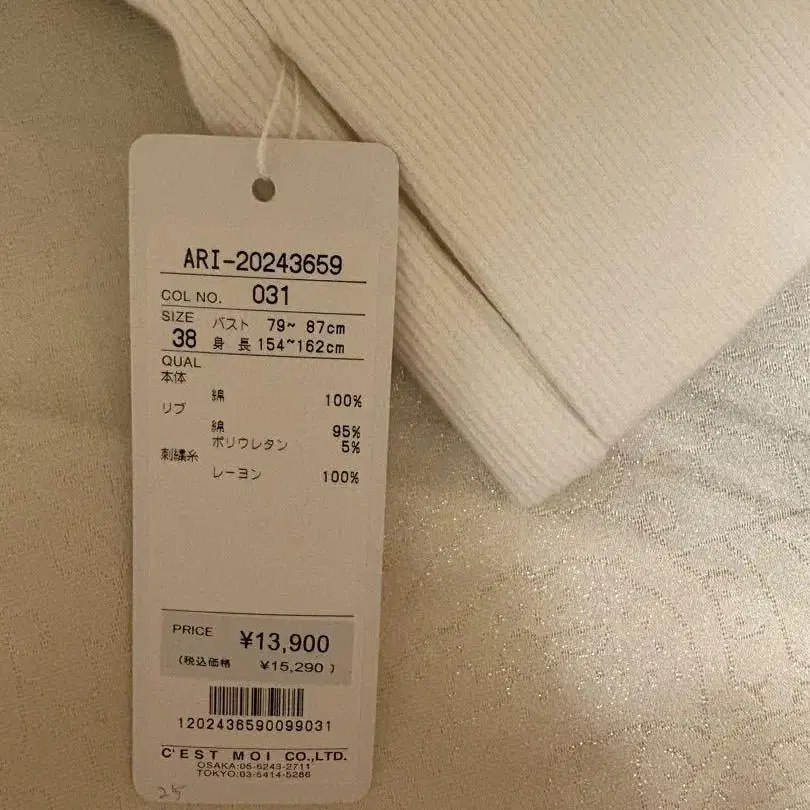 ARI-20243659
COL NO. 031
SIZE
38 バスト 79~ 87cm
身 長 154~162cm
QUAL
本体
綿 100%
リブ
綿 95%
ポリウレタン 5%
刺繍糸
レーヨン 100%
PRICE ¥13,900
(税込価格 ¥15,290 )
1202436590099031
C'EST MOI CO.,LTD.
OSAKA:06-6243-2711
TOKYO:03-5414-5286
25